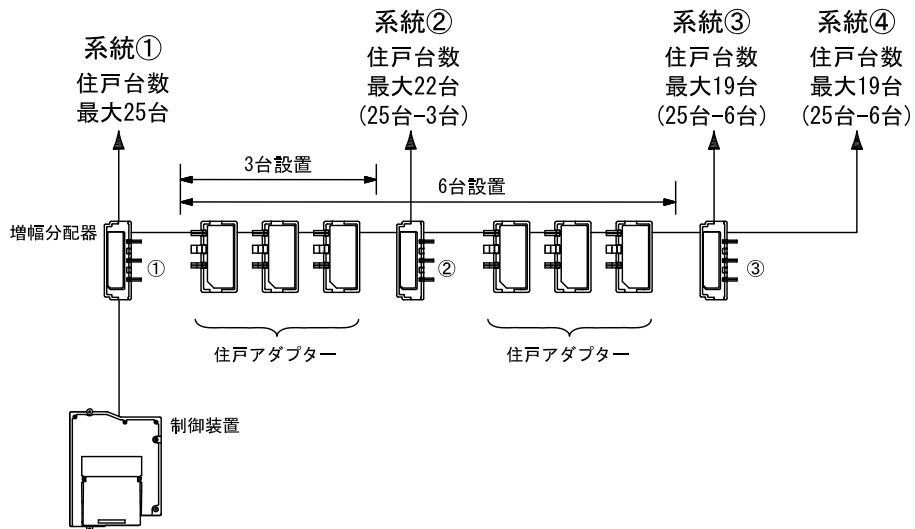 系統①
住戸台数
最大25台
系統②
住戸台数
最大22台
(25台−3台)
系統③
住戸台数
最大19台
(25台−6台)
系統④
住戸台数
最大19台
(25台−6台)
3台設置
6台設置
増幅分配器
①
②
③
住戸アダプター
住戸アダプター
制御装置